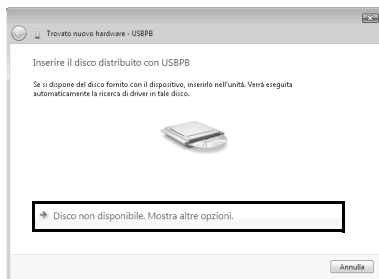 Trovato nuovo hardware - USBPB
Inserire il disco distribuito con USBPB
Se si dispone del disco fornito con il dispositivo, inserirlo nell'unità. Verrà eseguita
automaticamente la ricerca di driver in tale disco.
Disco non disponibile. Mostra altre opzioni.
Annulla